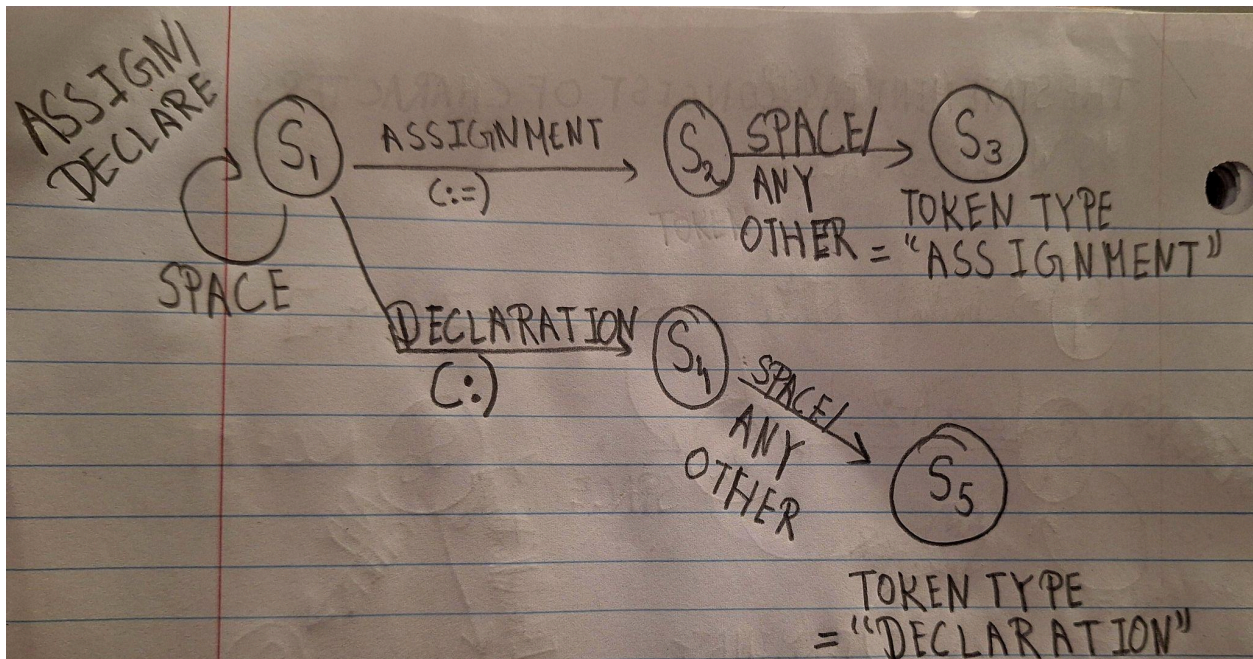 ASSIGN/
DECLARE
S1
ASSIGNMENT
(:=)
SPACE
S2
SPACE/
ANY
OTHER
S3
TOKEN TYPE
= "ASSIGNMENT"
DECLARATION
(:)
S4
SPACE/
ANY
OTHER
S5
TOKEN TYPE
= "DECLARATION"